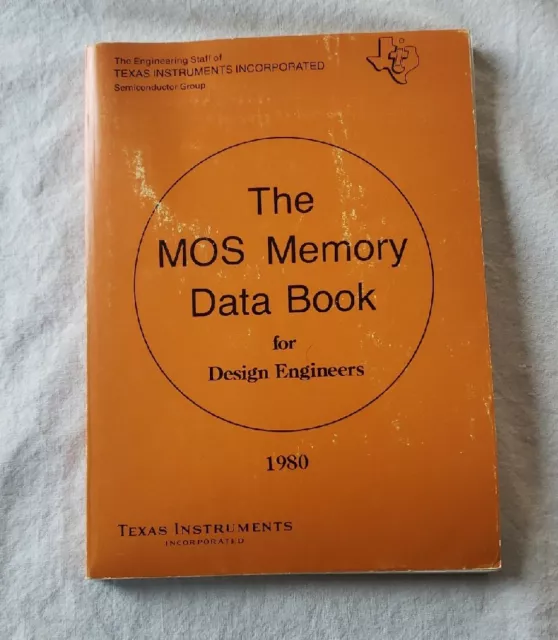 The Engineering Staff of
TEXAS INSTRUMENTS INCORPORATED
Semiconductor Group
The
MOS Memory
Data Book
for
Design Engineers
1980
TEXAS INSTRUMENTS
INCORPORATED